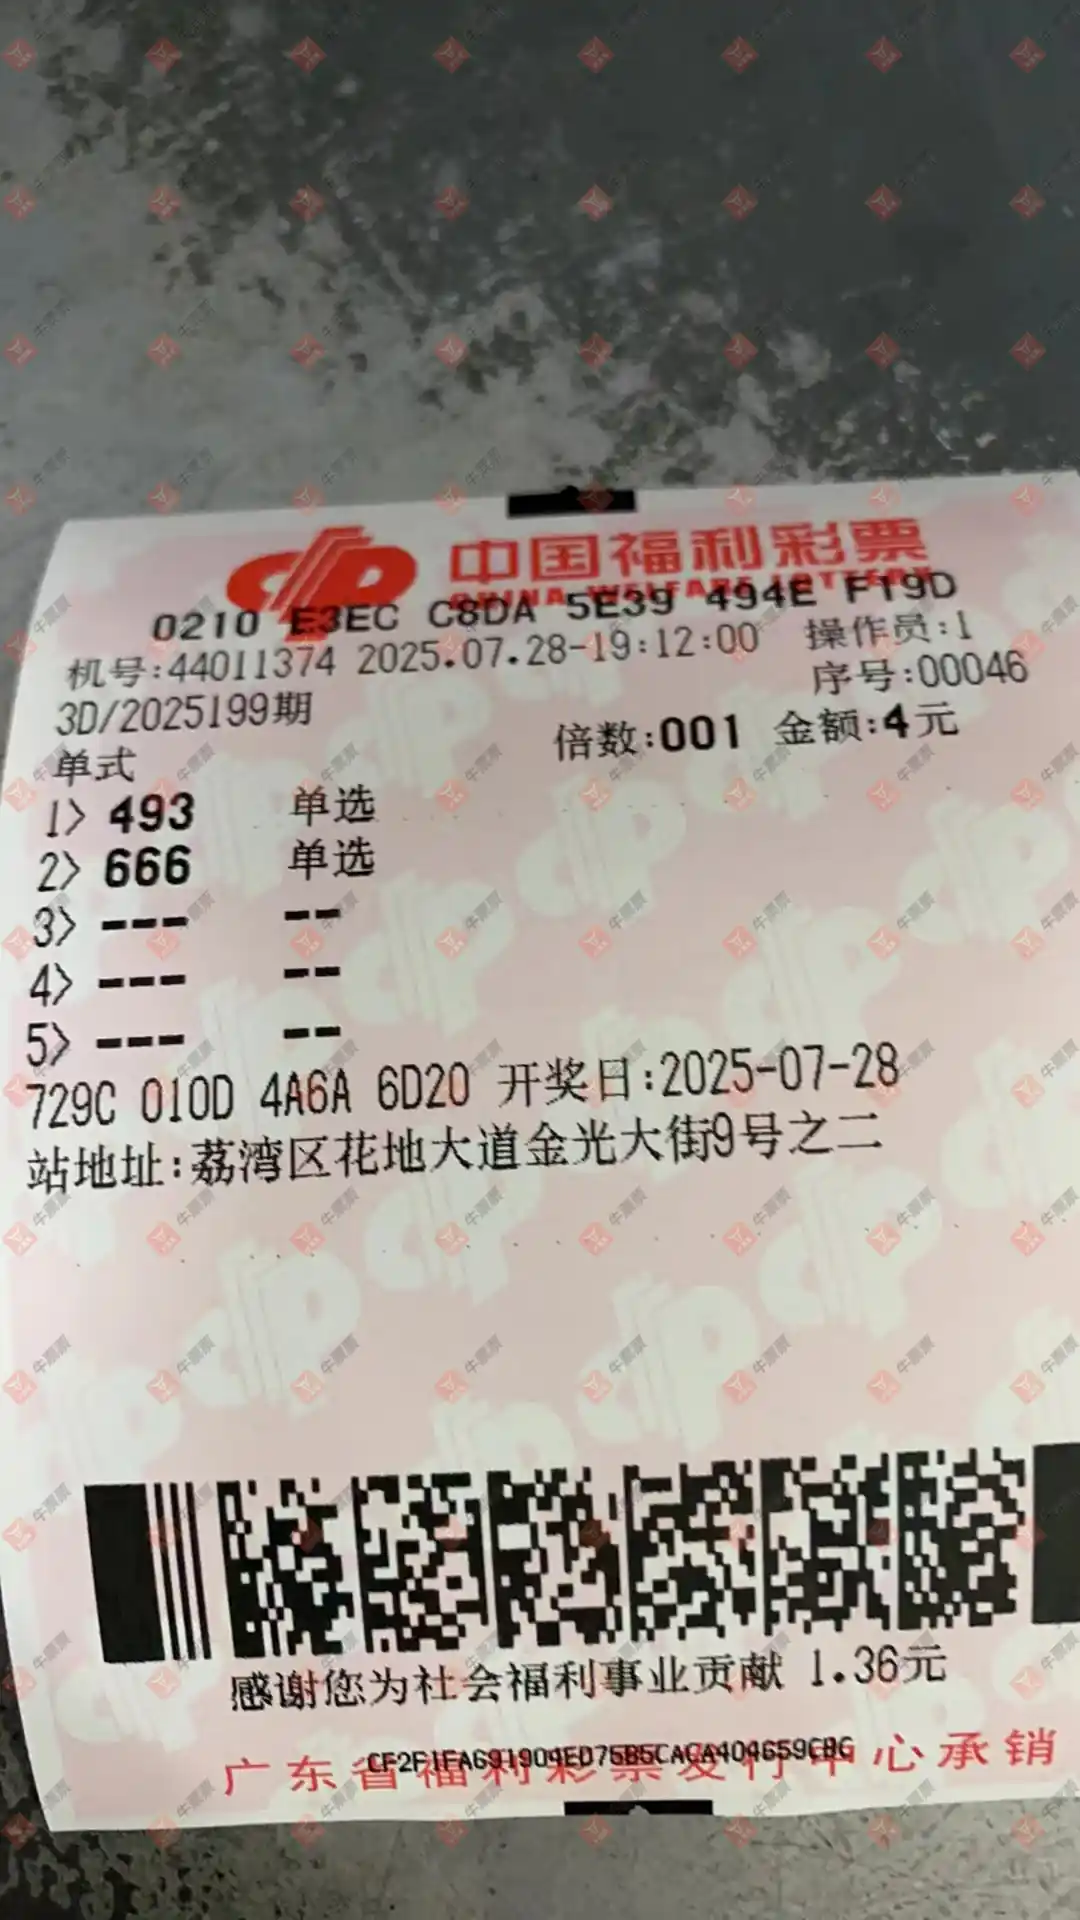 中国福利彩票
CHINA WELFARE LOTTERY
0210 E3EC C8DA 5E39 494E F19D
机号:44011374 2025.07.28-19:12:00 操作员:1
序号:00046
3D/2025199期
倍数:001 金额:4元
单式
1> 493 单选
2> 666 单选
3> --- --
4> --- --
5> --- --
729C 010D 4A6A 6D20 开奖日:2025-07-28
站地址:荔湾区花地大道金光大街9号之二
感谢您为社会福利事业贡献 1.36元
广东省福利彩票发行中心承销
牛票票